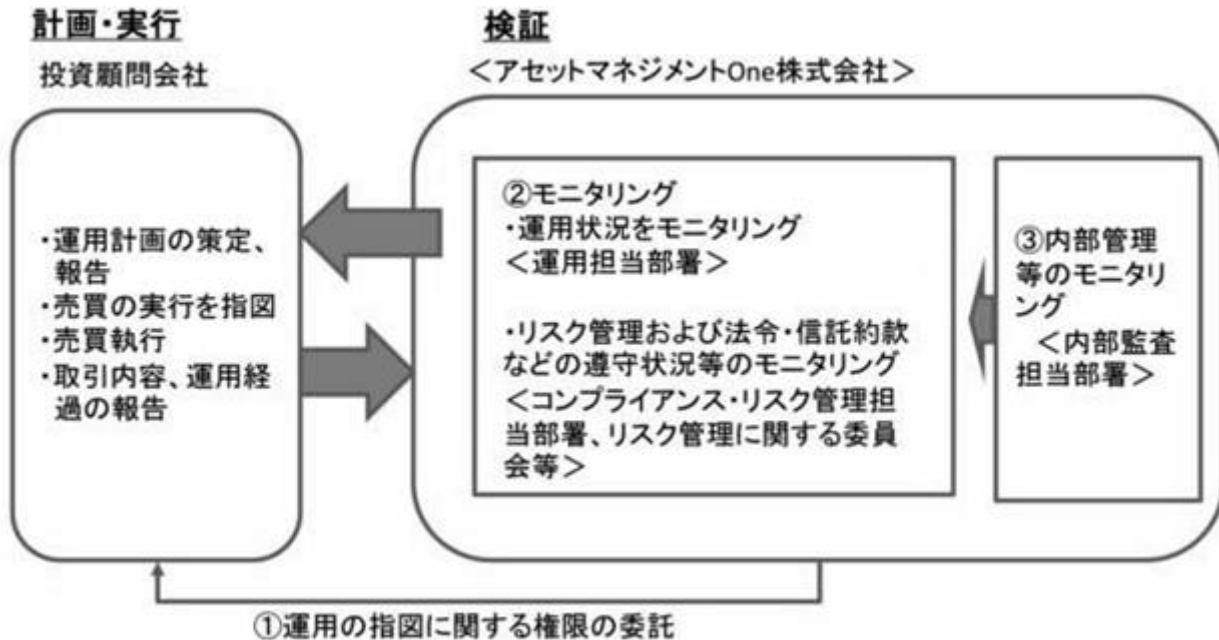 計画・実行
投資顧問会社
・運用計画の策定、
報告
・売買の実行を指図
・売買執行
・取引内容、運用経
過の報告
検証
＜アセットマネジメントOne株式会社＞
②モニタリング
・運用状況をモニタリング
＜運用担当部署＞
・リスク管理および法令・信託約款
などの遵守状況等のモニタリング
＜コンプライアンス・リスク管理担
当部署、リスク管理に関する委員
会等＞
③内部管理
等のモニタリ
ング
＜内部監査
担当部署＞
①運用の指図に関する権限の委託